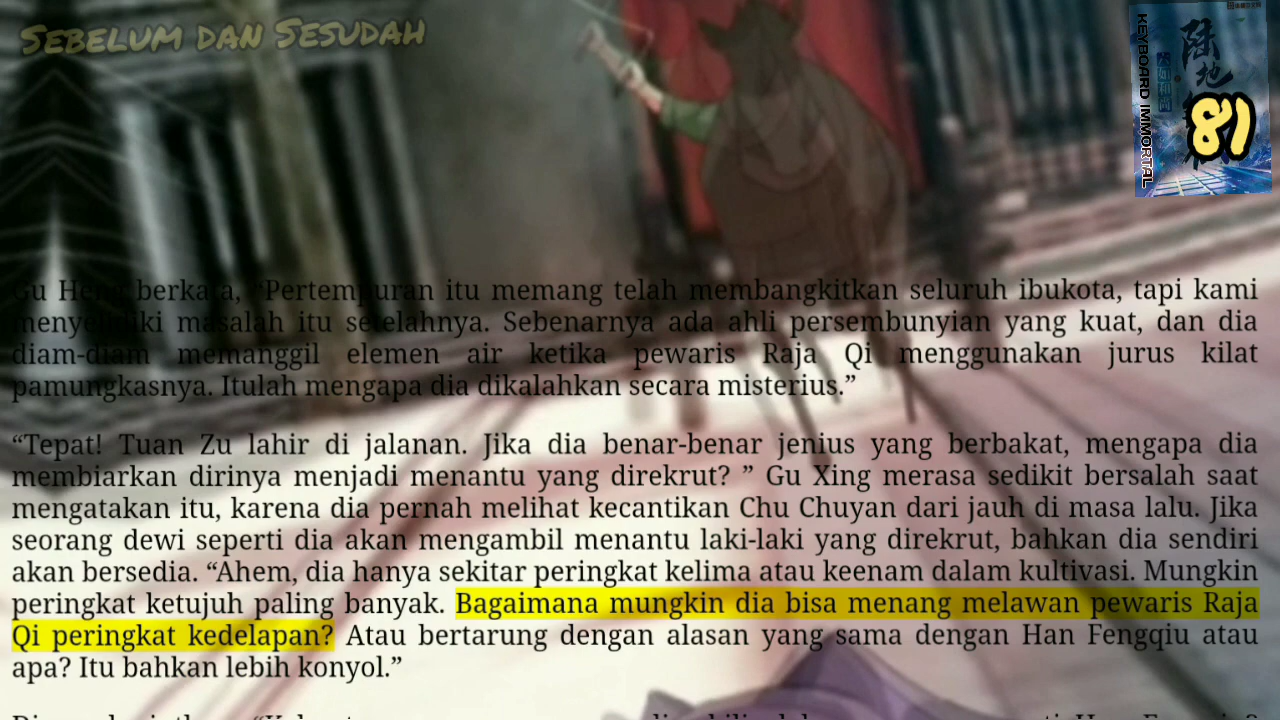 SEBELUM DAN SESUDAH
KEYBOARD IMMORTAL
陆地
81
Gu Heng berkata, “Pertempuran itu memang telah membangkitkan seluruh ibukota, tapi kami
menyelidiki masalah itu setelahnya. Sebenarnya ada ahli persembunyian yang kuat, dan dia
diam-diam memanggil elemen air ketika pewaris Raja Qi menggunakan jurus kilat
pamungkasnya. Itulah mengapa dia dikalahkan secara misterius.”
“Tepat! Tuan Zu lahir di jalanan. Jika dia benar-benar jenius yang berbakat, mengapa dia
membiarkan dirinya menjadi menantu yang direkrut? ” Gu Xing merasa sedikit bersalah saat
mengatakan itu, karena dia pernah melihat kecantikan Chu Chuyan dari jauh di masa lalu. Jika
seorang dewi seperti dia akan mengambil menantu laki-laki yang direkrut, bahkan dia sendiri
akan bersedia. “Ahem, dia hanya sekitar peringkat kelima atau keenam dalam kultivasi. Mungkin
peringkat ketujuh paling banyak. Bagaimana mungkin dia bisa menang melawan pewaris Raja
Qi peringkat kedelapan? Atau bertarung dengan alasan yang sama dengan Han Fengqiu atau
apa? Itu bahkan lebih konyol.”